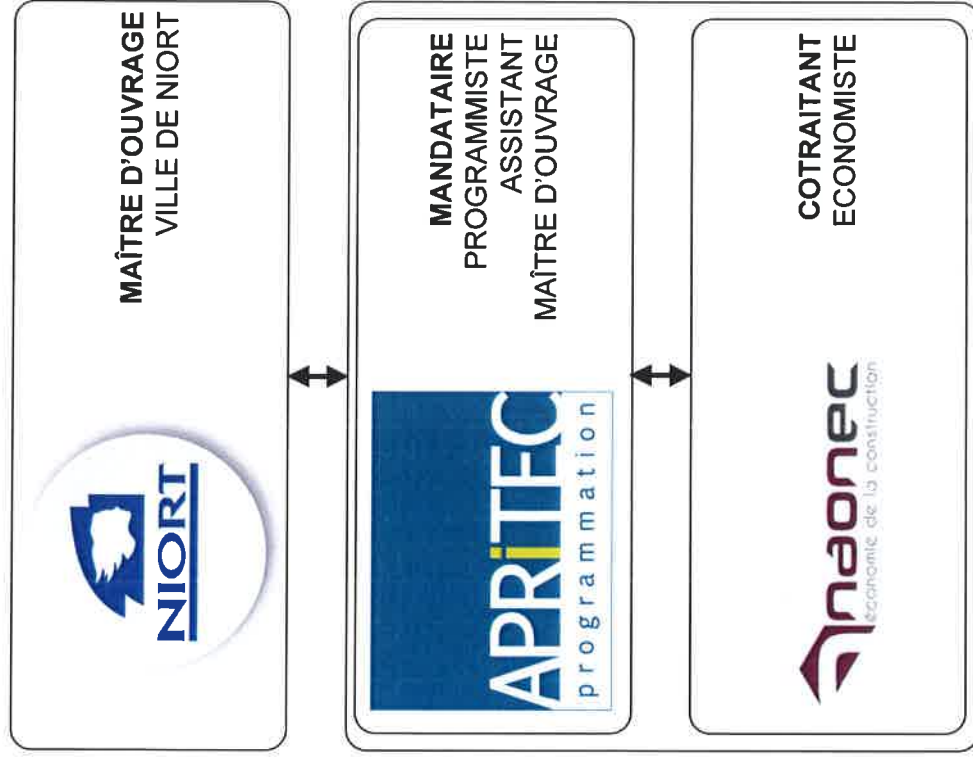 NIORT
MAÎTRE D'OUVRAGE
VILLE DE NIORT
APRiTEC
programmation
MANDATAIRE
PROGRAMMISTE
ASSISTANT
MAÎTRE D'OUVRAGE
naonec
économie de la construction
COTRAITANT
ECONOMISTE